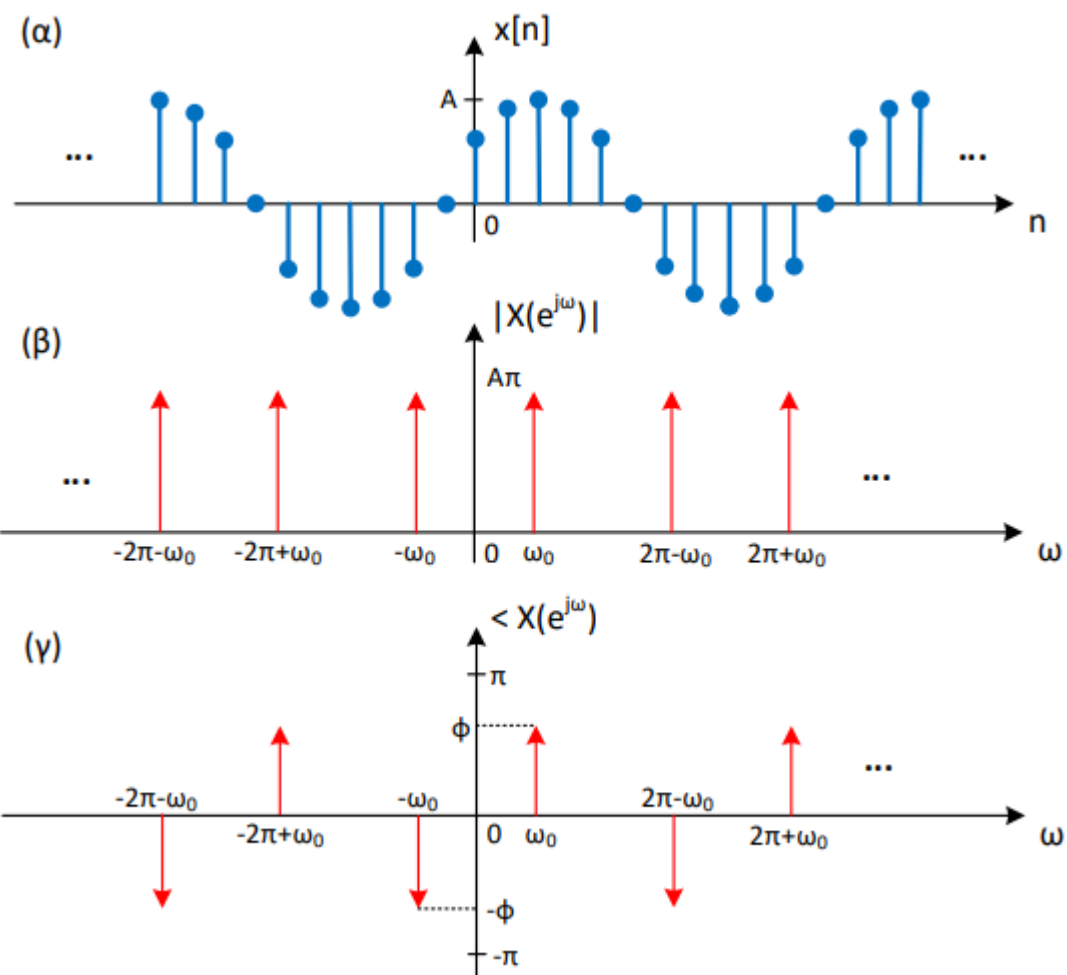 (α)
x[n]
A
...
...
0
n
(β)
|X(e^{jω})|
Aπ
...
...
-2π-ω₀
-2π+ω₀
-ω₀
0
ω₀
2π-ω₀
2π+ω₀
ω
(γ)
< X(e^{jω})
π
ϕ
...
-2π-ω₀
-ω₀
2π-ω₀
-2π+ω₀
0
ω₀
2π+ω₀
ω
-ϕ
-π